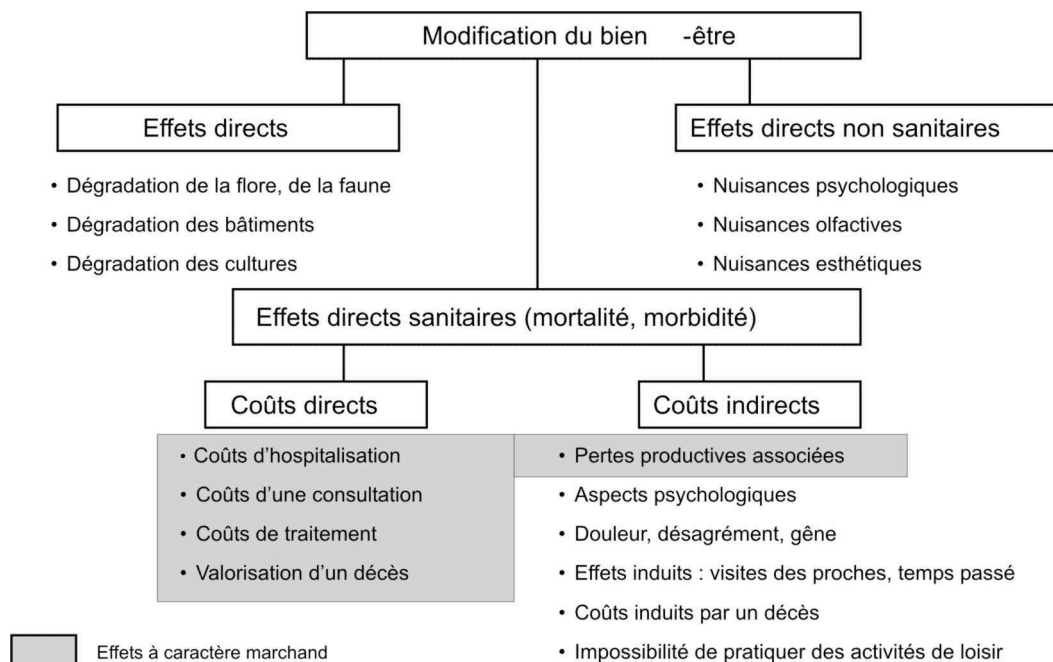 Modification du bien -être
Effets directs
Effets directs non sanitaires
• Dégradation de la flore, de la faune
• Dégradation des bâtiments
• Dégradation des cultures
• Nuisances psychologiques
• Nuisances olfactives
• Nuisances esthétiques
Effets directs sanitaires (mortalité, morbidité)
Coûts directs
Coûts indirects
• Coûts d’hospitalisation
• Coûts d’une consultation
• Coûts de traitement
• Valorisation d’un décès
• Pertes productives associées
• Aspects psychologiques
• Douleur, désagrément, gêne
• Effets induits : visites des proches, temps passé
• Coûts induits par un décès
• Impossibilité de pratiquer des activités de loisir
Effets à caractère marchand